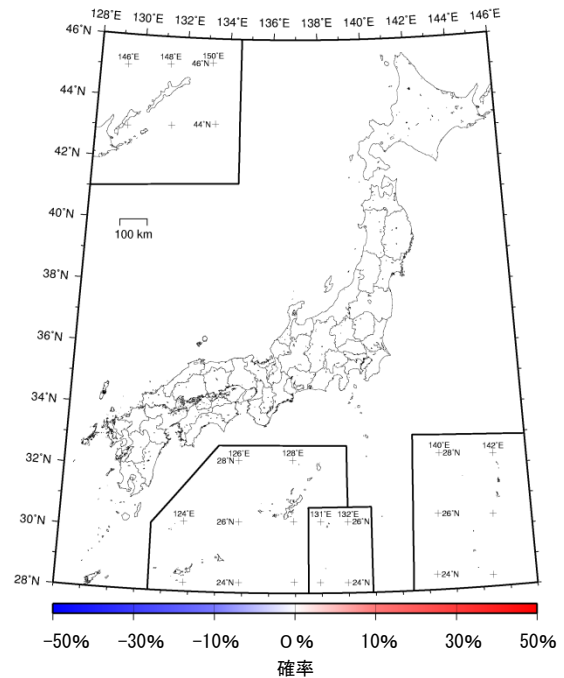 128°E 130°E 132°E 134°E 136°E 138°E 140°E 142°E 144°E 146°E
46°N
146°E 148°E 150°E
46°N
44°N
44°N
42°N
40°N
100 km
38°N
36°N
34°N
32°N
126°E 128°E
28°N
140°E 142°E
28°N
30°N
124°E
26°N
131°E 132°E
26°N
26°N
28°N
24°N
24°N
24°N
-50% -30% -10% 0% 10% 30% 50%
確率